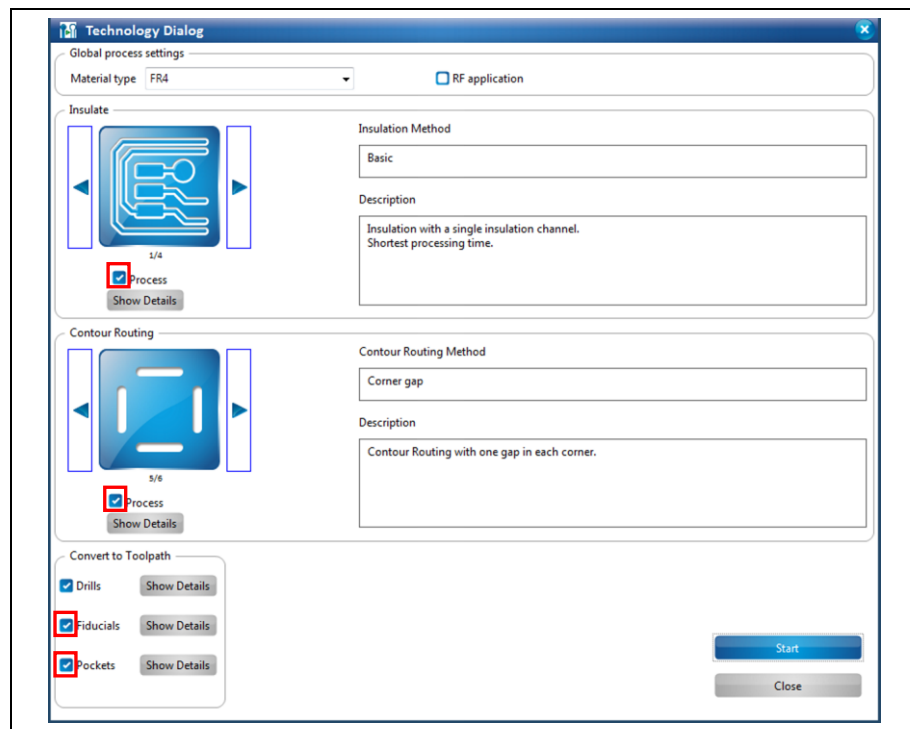 Technology Dialog
Global process settings
Material type FR4
RF application
Insulate
Insulation Method
Basic
Description
Insulation with a single insulation channel.
Shortest processing time.
1/4
Process
Show Details
Contour Routing
Contour Routing Method
Corner gap
Description
Contour Routing with one gap in each corner.
5/6
Process
Show Details
Convert to Toolpath
Drills Show Details
Fiducials Show Details
Pockets Show Details
Start
Close